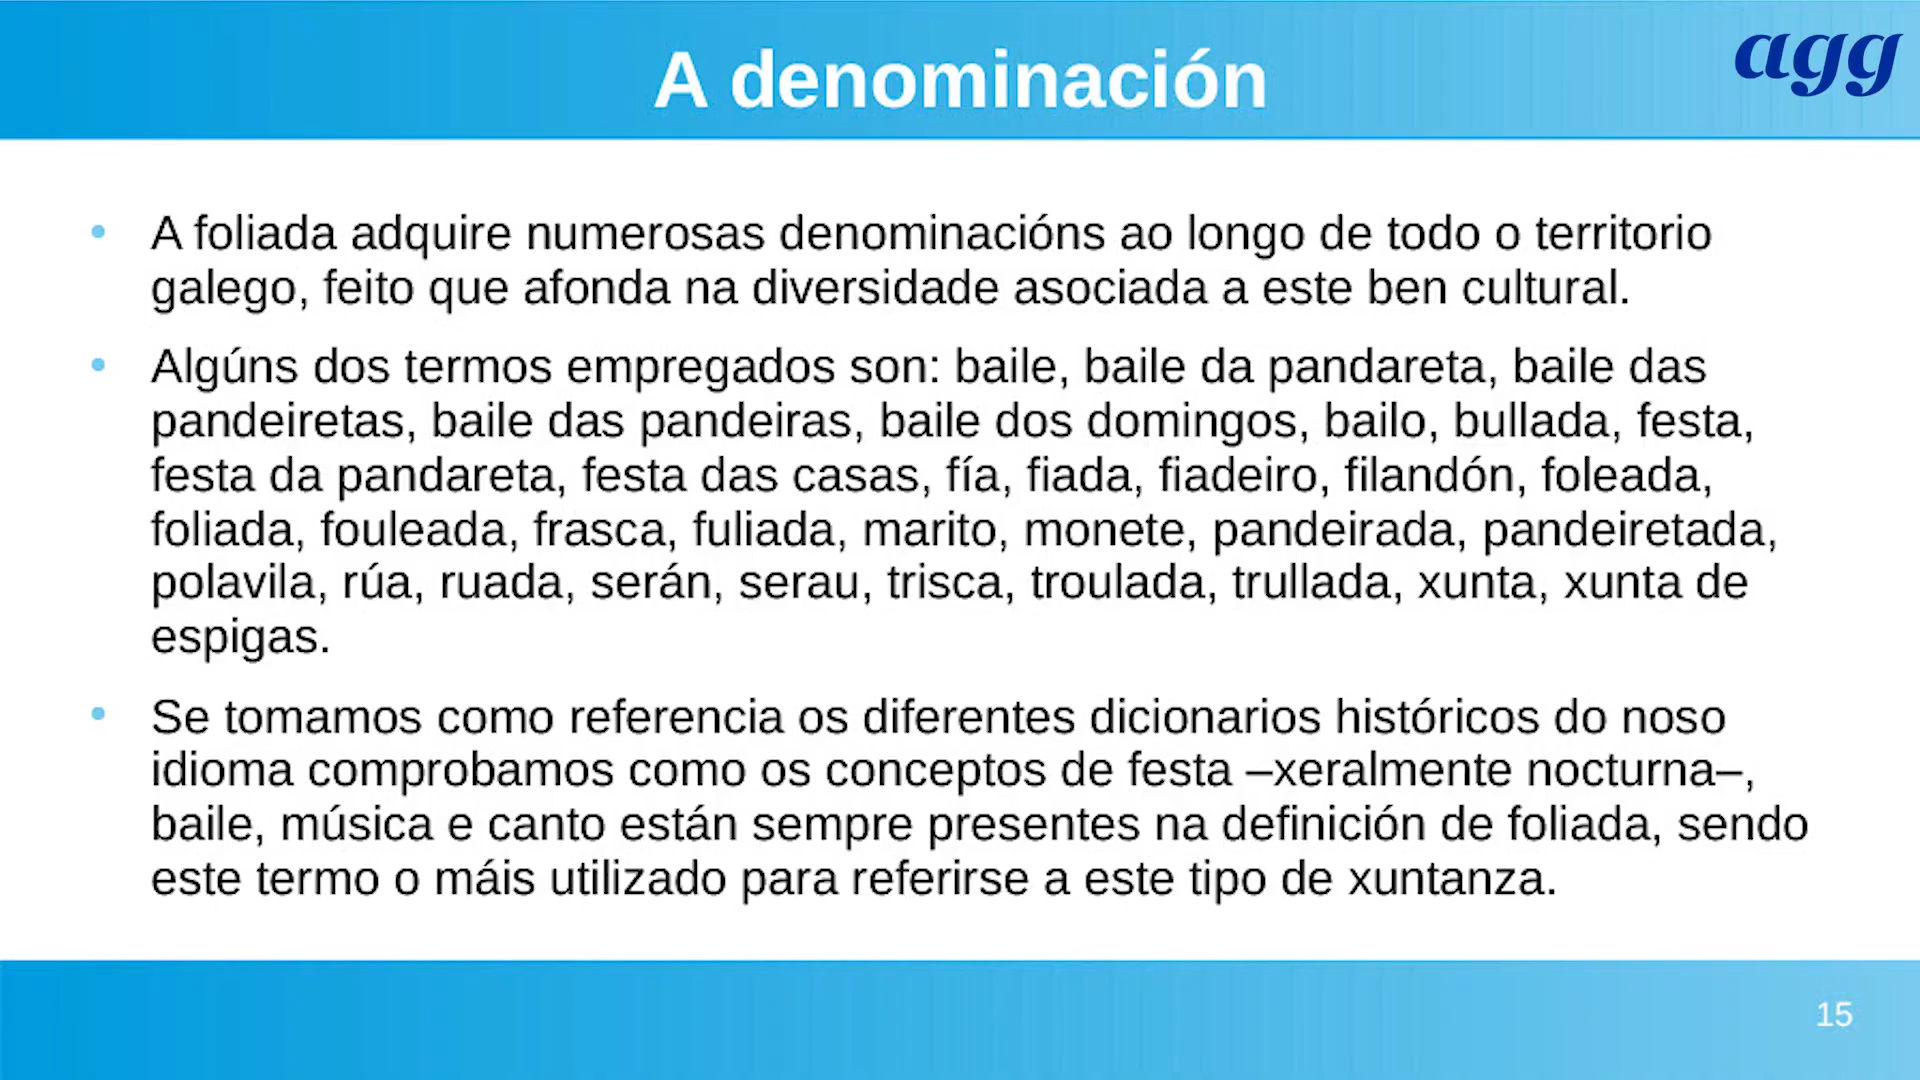 A denominación
agg
A foliada adquire numerosas denominacións ao longo de todo o territorio
galego, feito que afonda na diversidade asociada a este ben cultural.
Algúns dos termos empregados son: baile, baile da pandareta, baile das
pandeiretas, baile das pandeiras, baile dos domingos, bailo, bullada, festa,
festa da pandareta, festa das casas, fía, fiada, fiadeiro, filandón, foleada,
foliada, fouleada, frasca, fuliada, marito, monete, pandeirada, pandeiretada,
polavila, rúa, ruada, serán, serau, trisca, troulada, trullada, xunta, xunta de
espigas.
Se tomamos como referencia os diferentes dicionarios históricos do noso
idioma comprobamos como os conceptos de festa –xeralmente nocturna–,
baile, música e canto están sempre presentes na definición de foliada, sendo
este termo o máis utilizado para referirse a este tipo de xuntanza.
15